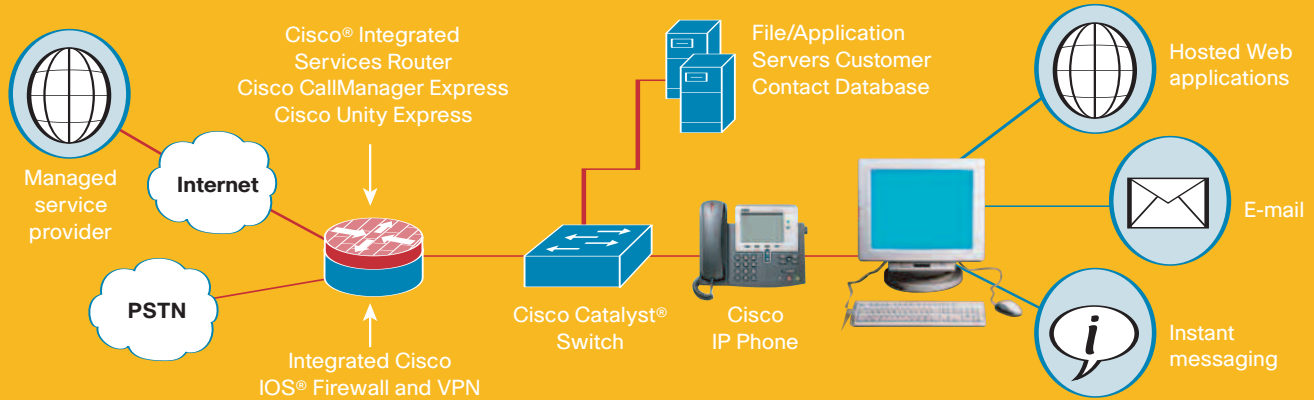 Managed
service
provider
Internet
PSTN
Cisco® Integrated
Services Router
Cisco CallManager Express
Cisco Unity Express
Integrated Cisco
IOS® Firewall and VPN
File/Application
Servers Customer
Contact Database
Cisco Catalyst®
Switch
Cisco
IP Phone
Hosted Web
applications
E-mail
i
Instant
messaging